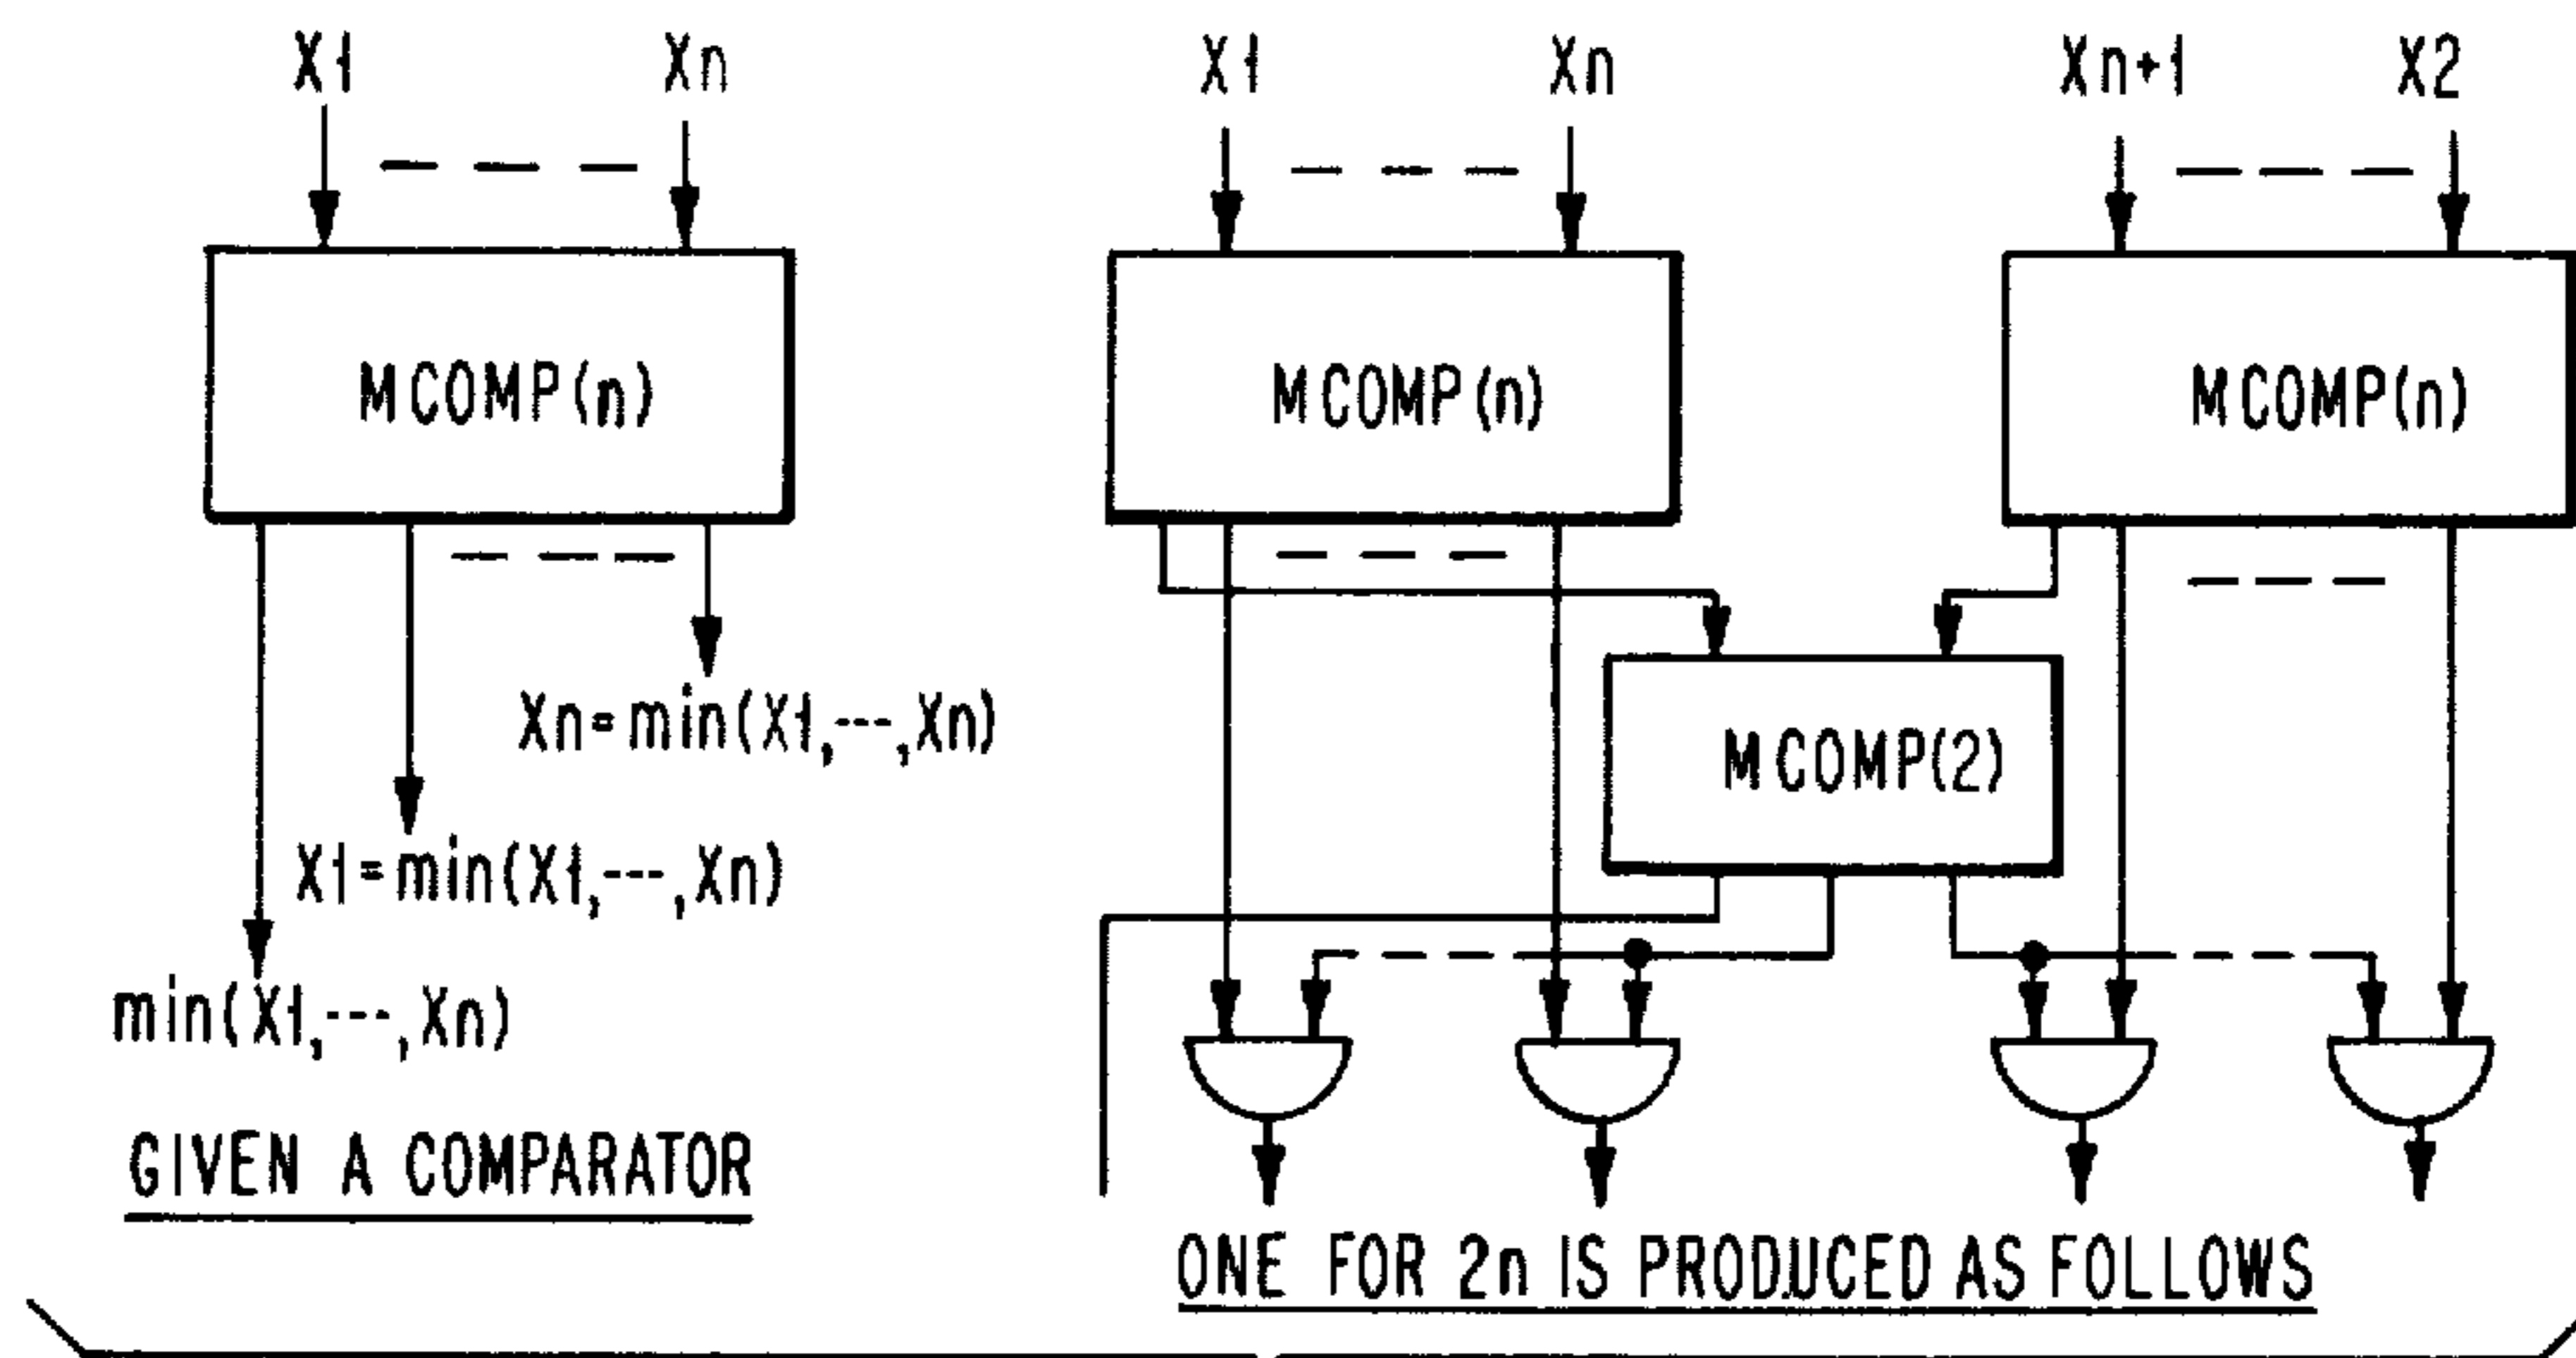 X1 Xn X1 Xn Xn+1 X2
MCOMP(n) MCOMP(n) MCOMP(n)
Xn=min(X1,---,Xn)
MCOMP(2)
X1=min(X1,---,Xn)
min(X1,---,Xn)
GIVEN A COMPARATOR
ONE FOR 2n IS PRODUCED AS FOLLOWS